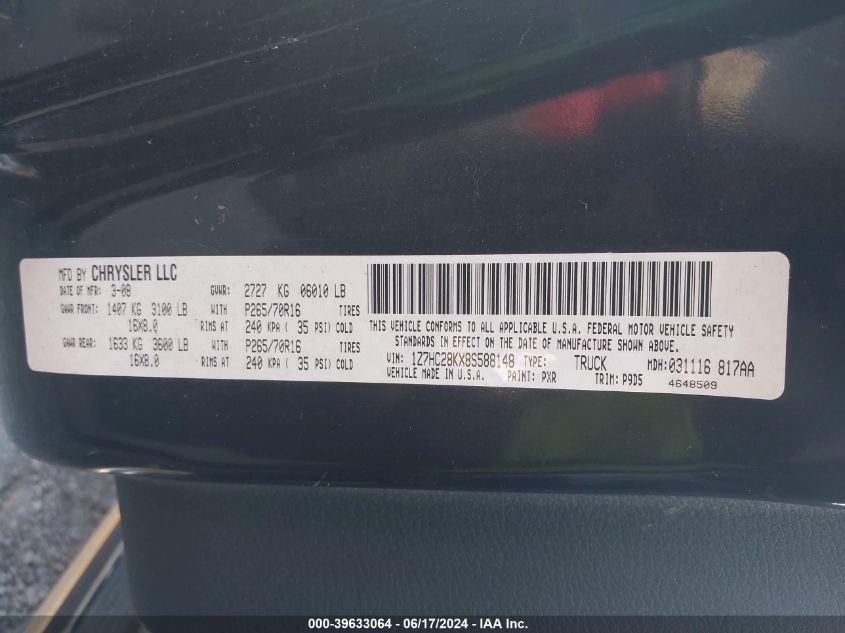 MFD BY CHRYSLER LLC
DATE OF MFR: 3-08 GVWR: 2727 KG 06010 LB
GAWR FRONT: 1407 KG 3100 LB WITH P265/70R16 TIRES
16X8.0 RIMS AT 240 KPA ( 35 PSI) COLD
GAWR REAR: 1633 KG 3600 LB WITH P265/70R16 TIRES
16X8.0 RIMS AT 240 KPA ( 35 PSI) COLD
THIS VEHICLE CONFORMS TO ALL APPLICABLE U.S.A. FEDERAL MOTOR VEHICLE SAFETY
STANDARDS IN EFFECT ON THE DATE OF MANUFACTURE SHOWN ABOVE.
VIN: 1Z7HC28KX8S588148 TYPE: TRUCK MDH: 031116 817AA
VEHICLE MADE IN U.S.A. PAINT: PXR TRIM: P9D5 4648509
000-39633064 - 06/17/2024 - IAA Inc.